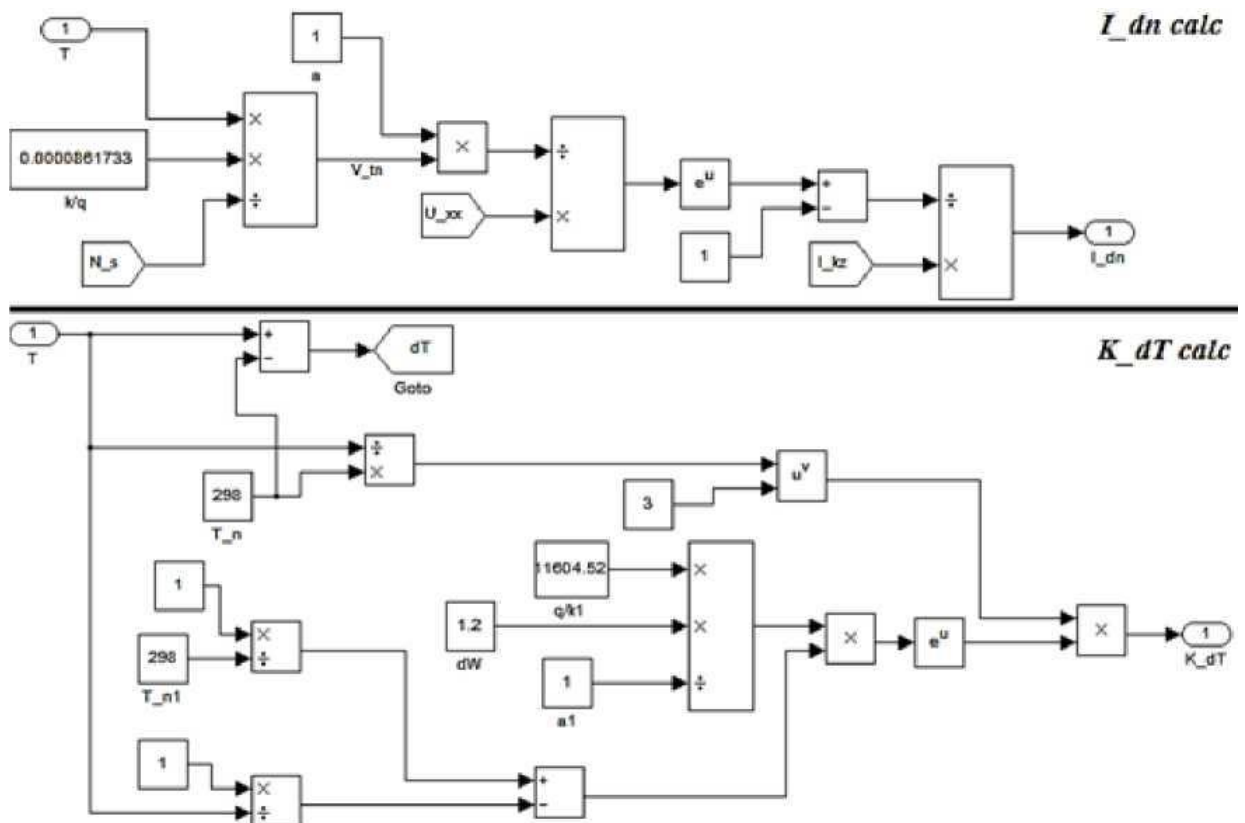 I_dn calc
1
T
1
a
×
0.0000861733
×
k/q
÷
N_s
V_tn
×
U_xx
÷
×
e^u
1
+
−
I_kz
÷
×
1
I_dn
1
T
+
−
dT
Goto
K_dT calc
÷
×
298
T_n
3
u^v
1
×
298
÷
T_n1
11604.52
×
q/k1
1.2
×
dW
1
÷
a1
×
e^u
×
1
K_dT
1
×
÷
+
−